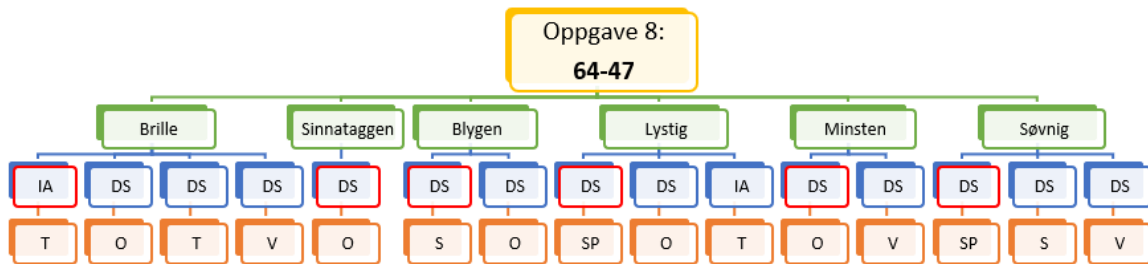 Oppgave 8:
64-47
Brille Sinnataggen Blygen Lystig Minsten Søvnig
IA DS DS DS DS DS DS DS DS IA DS DS DS DS DS
T O T V O S O SP O T O V SP S V